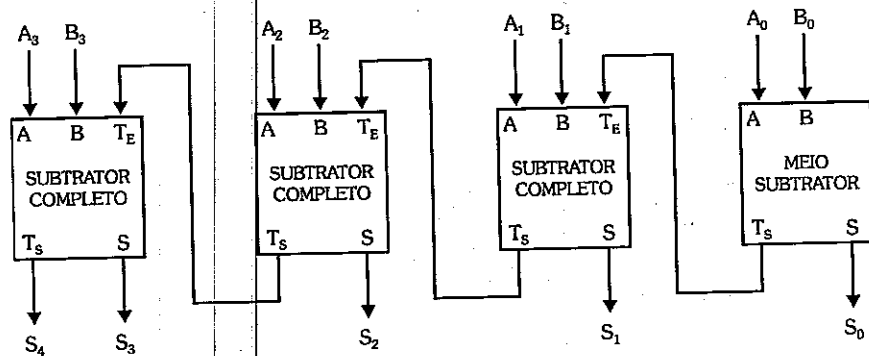 A₃ B₃ A₂ B₂ A₁ B₁ A₀ B₀
A B Tₑ A B Tₑ A B Tₑ A B
SUBTRATOR SUBTRATOR SUBTRATOR MEIO
COMPLETO COMPLETO COMPLETO SUBTRATOR
Tₛ S Tₛ S Tₛ S Tₛ S
S₄ S₃ S₂ S₁ S₀